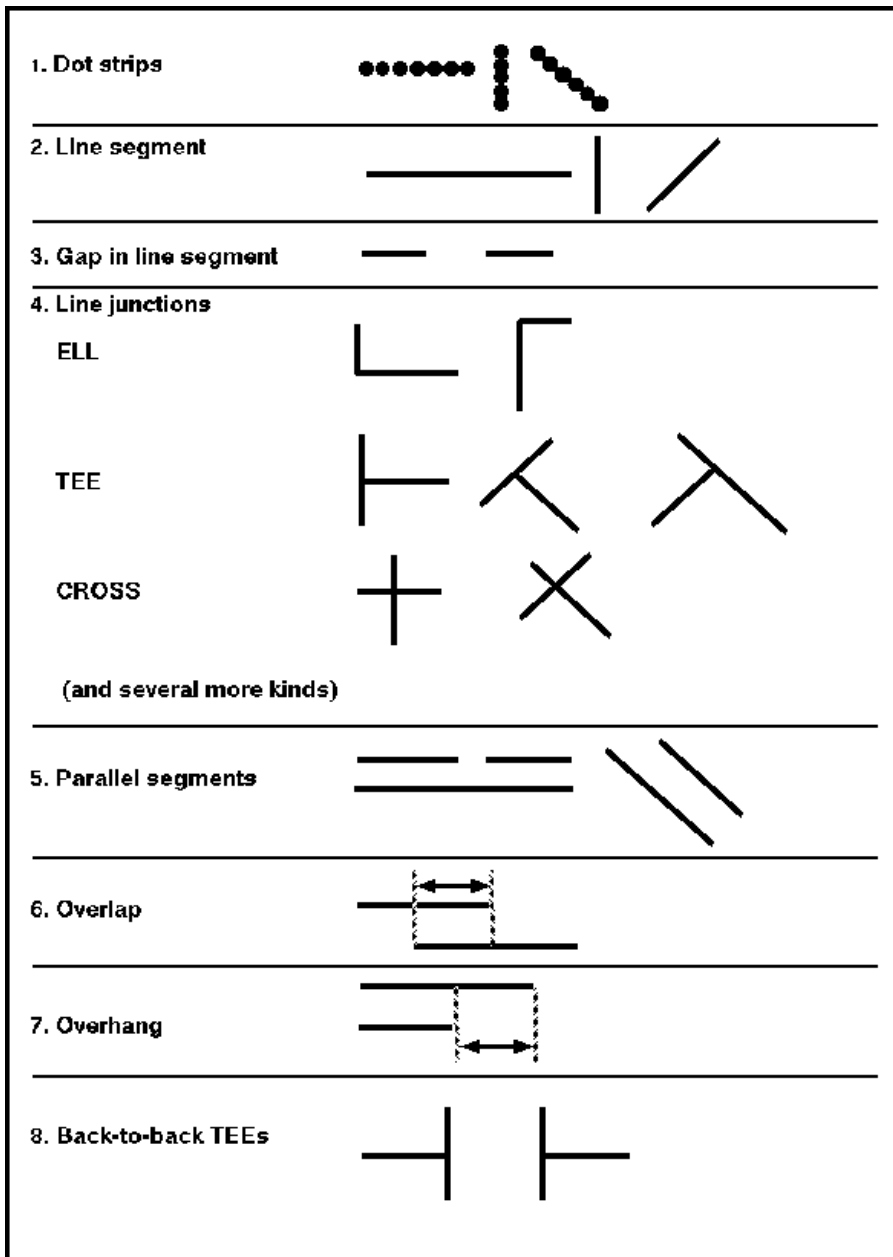 1. Dot strips
2. Line segment
3. Gap in line segment
4. Line junctions
ELL
TEE
CROSS
(and several more kinds)
5. Parallel segments
6. Overlap
7. Overhang
8. Back-to-back TEEs